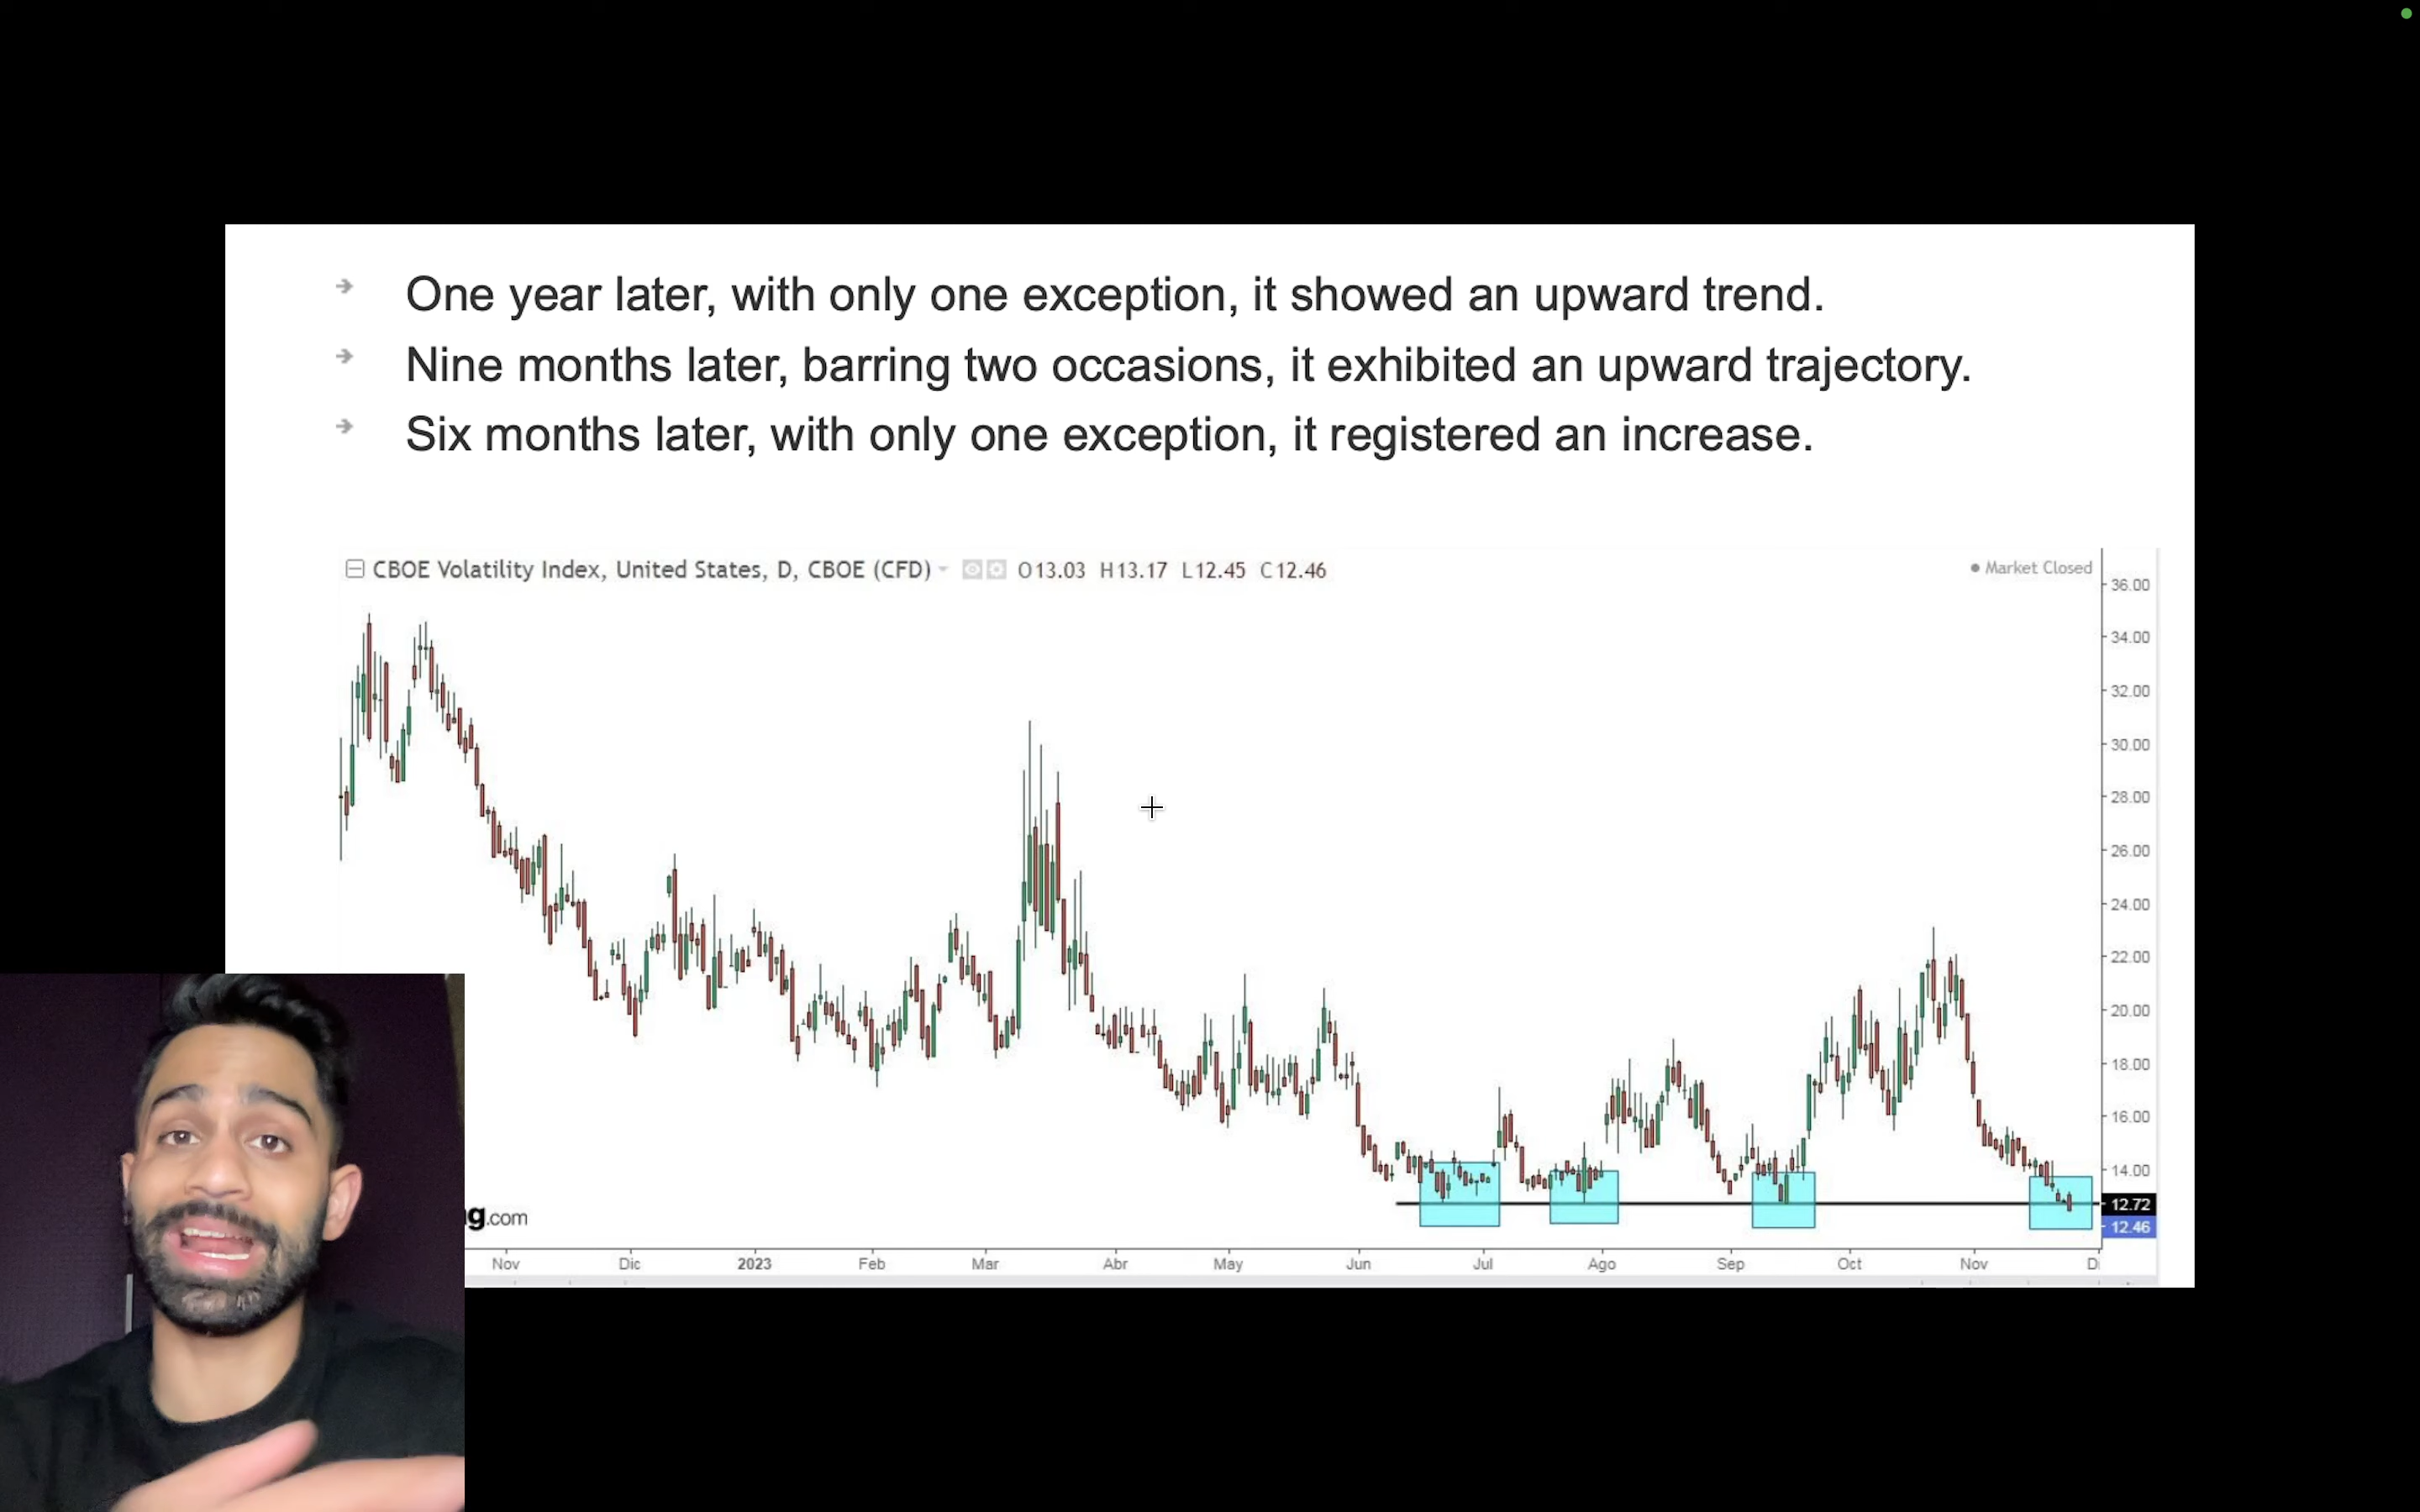 One year later, with only one exception, it showed an upward trend.
Nine months later, barring two occasions, it exhibited an upward trajectory.
Six months later, with only one exception, it registered an increase.
CBOE Volatility Index, United States, D, CBOE (CFD) O13.03 H13.17 L12.45 C12.46
Market Closed
36.00
34.00
32.00
30.00
28.00
26.00
24.00
22.00
20.00
18.00
16.00
14.00
12.72
12.46
g.com
Nov Dic 2023 Feb Mar Abr May Jun Jul Ago Sep Oct Nov D